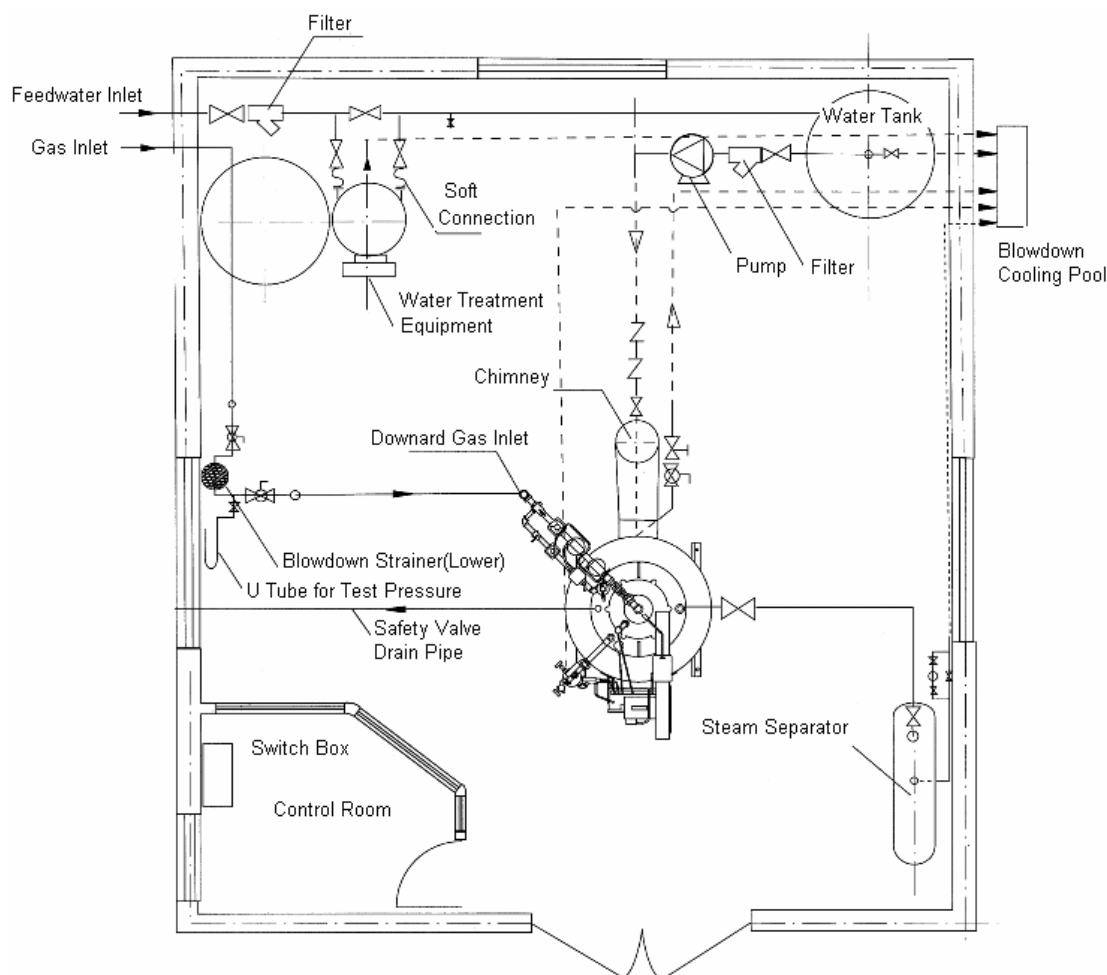 Filter
Feedwater Inlet
Gas Inlet
Water Tank
Soft
Connection
Pump
Filter
Blowdown
Cooling Pool
Water Treatment
Equipment
Chimney
Downard Gas Inlet
Blowdown Strainer(Lower)
U Tube for Test Pressure
Safety Valve
Drain Pipe
Steam Separator
Switch Box
Control Room